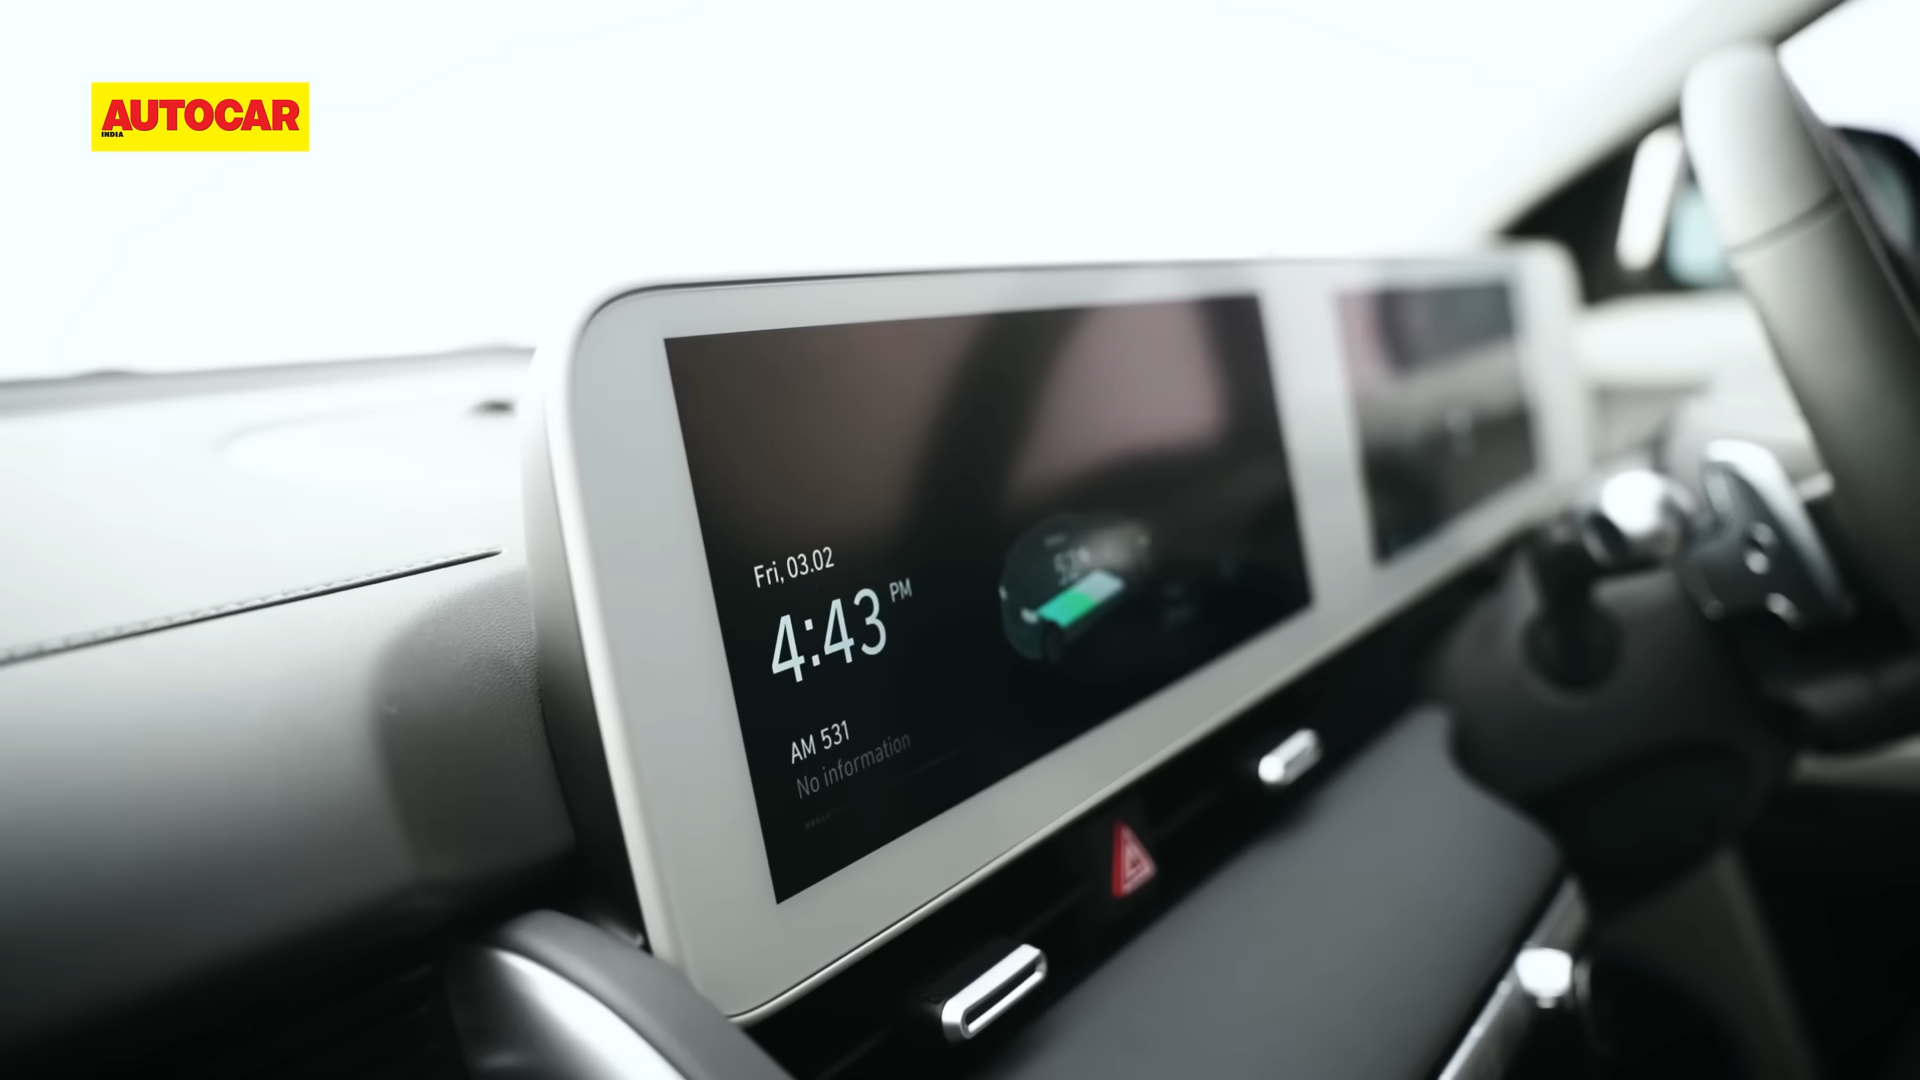 AUTOCAR
INDIA
Fri, 03.02
4:43 PM
AM 531
No information